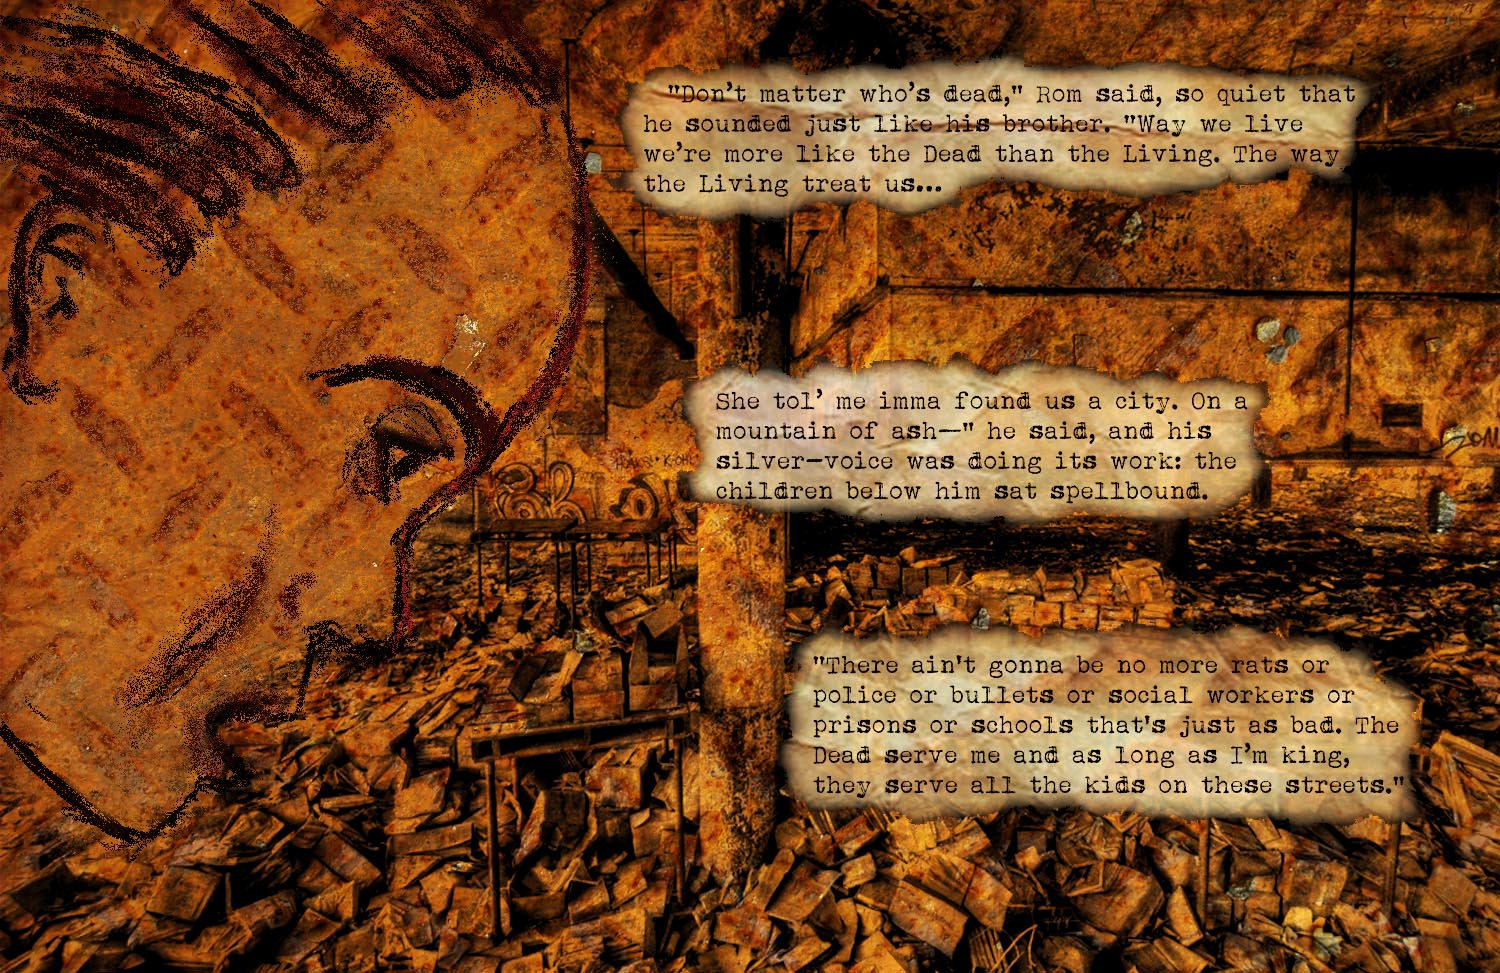 "Don’t matter who’s dead," Rom said, so quiet that
he sounded just like his brother. "Way we live
we’re more like the Dead than the Living. The way
the Living treat us…
She tol’ me imma found us a city. On a
mountain of ash—" he said, and his
silver—voice was doing its work: the
children below him sat spellbound.
"There ain't gonna be no more rats or
police or bullets or social workers or
prisons or schools that's just as bad. The
Dead serve me and as long as I’m king,
they serve all the kids on these streets."